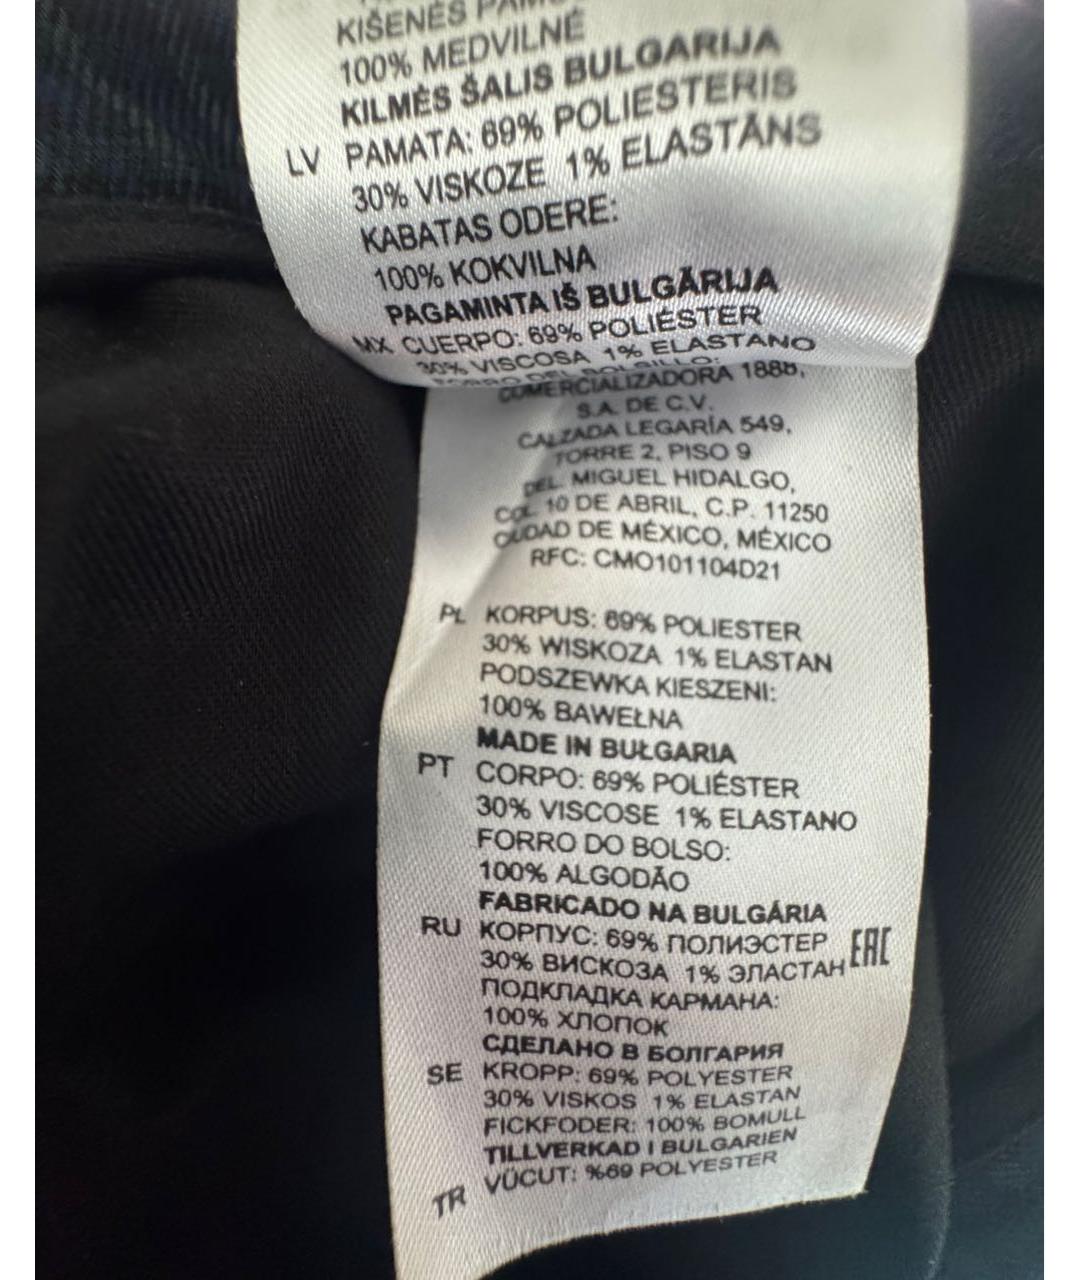 KIŠENĖS
100% MEDVILNĖ
KILMĖS ŠALIS BULGARIJA
LV PAMATA: 69% POLIESTERIS
30% VISKOZE 1% ELASTĀNS
KABATAS ODERE:
100% KOKVILNA
PAGAMINTA IŠ BULGĀRIJA
MX CUERPO: 69% POLIÉSTER
30% VISCOSA 1% ELASTANO
FORRO DEL BOLSILLO:
COMERCIALIZADORA 1888,
S.A. DE C.V.
CALZADA LEGARÍA 549,
TORRE 2, PISO 9
DEL. MIGUEL HIDALGO,
COL. 10 DE ABRIL, C.P. 11250
CIUDAD DE MÉXICO, MÉXICO
RFC: CMO101104D21
PL KORPUS: 69% POLIESTER
30% WISKOZA 1% ELASTAN
PODSZEWKA KIESZENI:
100% BAWEŁNA
MADE IN BUŁGARIA
PT CORPO: 69% POLIÉSTER
30% VISCOSE 1% ELASTANO
FORRO DO BOLSO:
100% ALGODÃO
FABRICADO NA BULGÁRIA
RU КОРПУС: 69% ПОЛИЭСТЕР
30% ВИСКОЗА 1% ЭЛАСТАН EAC
ПОДКЛАДКА КАРМАНА:
100% ХЛОПОК
СДЕЛАНО В БОЛГАРИЯ
SE KROPP: 69% POLYESTER
30% VISKOS 1% ELASTAN
FICKFODER: 100% BOMULL
TILLVERKAD I BULGARIEN
TR VÜCUT: %69 POLYESTER